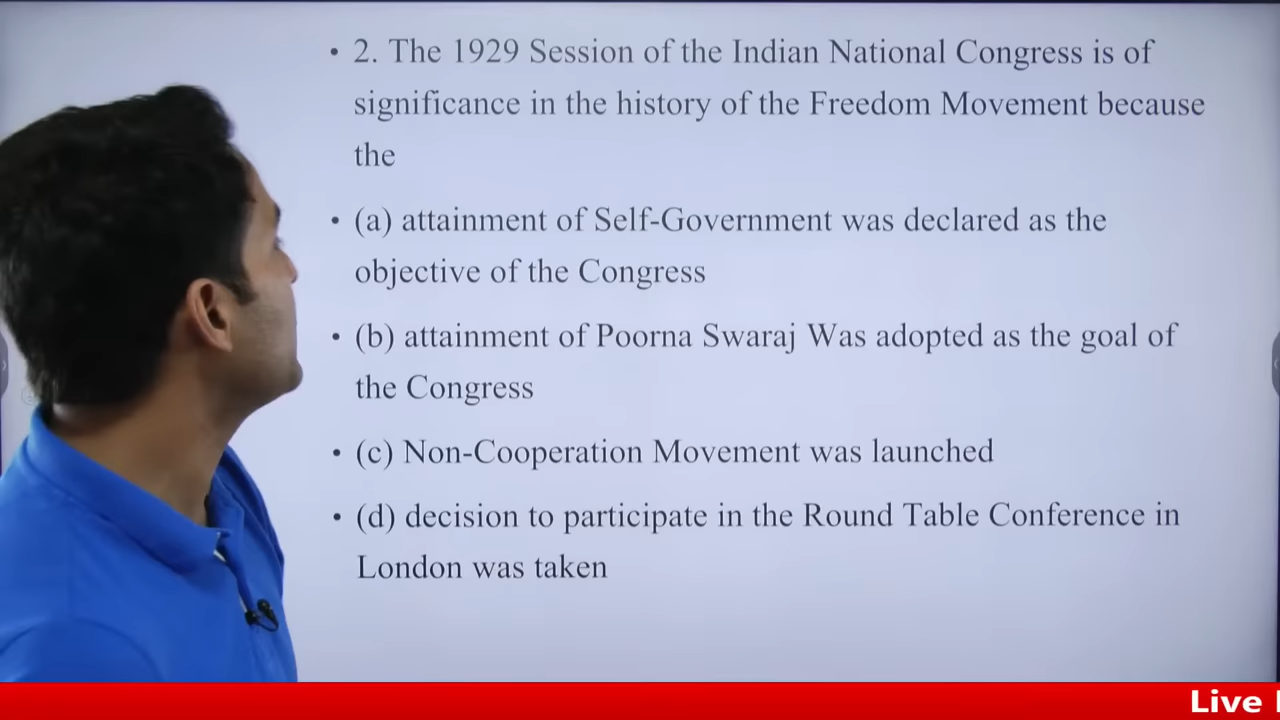 • 2. The 1929 Session of the Indian National Congress is of
significance in the history of the Freedom Movement because
the
• (a) attainment of Self-Government was declared as the
objective of the Congress
• (b) attainment of Poorna Swaraj Was adopted as the goal of
the Congress
• (c) Non-Cooperation Movement was launched
• (d) decision to participate in the Round Table Conference in
London was taken
Live